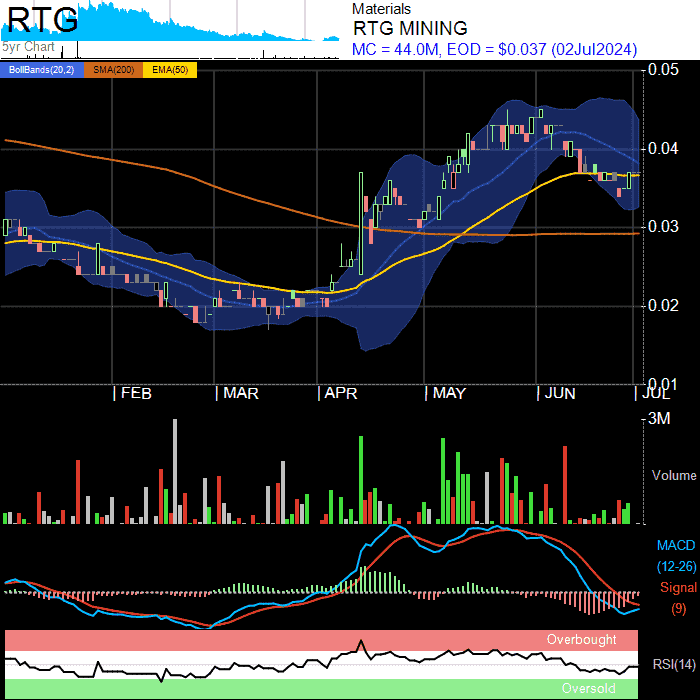 RTG
5yr Chart
Materials
RTG MINING
MC = 44.0M, EOD = $0.037 (02Jul2024)
BollBands(20,2) SMA(200) EMA(50)
0.05
0.04
0.03
0.02
0.01
FEB MAR APR MAY JUN JUL
3M
Volume
MACD
(12-26)
Signal
(9)
Overbought
RSI(14)
Oversold